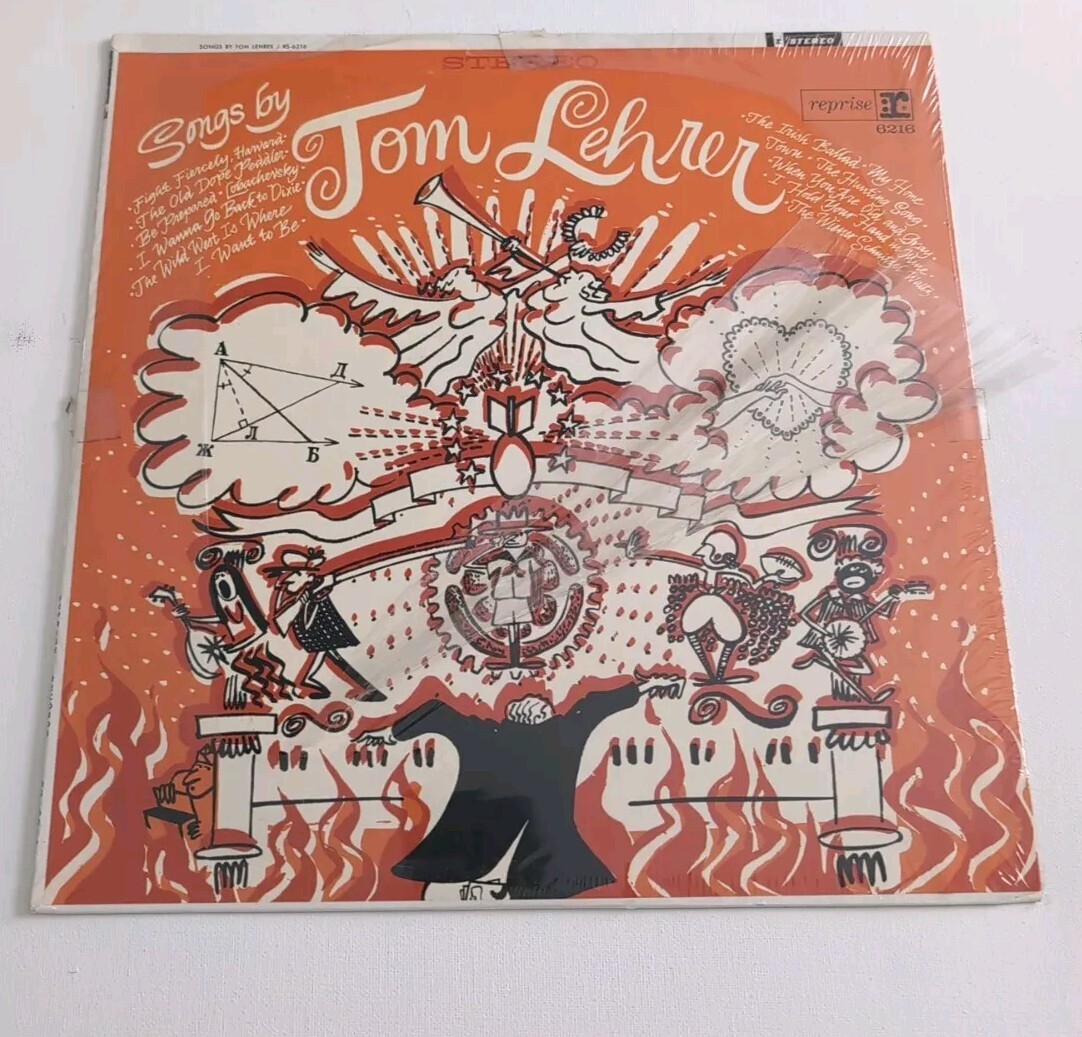 SONGS BY TOM LEHRER / RS-6216
STEREO
STEREO
reprise r:
6216
Songs by
Tom Lehrer
·Fight Fiercely, Harvard·
The Old Dope Peddler·
Be Prepared·Lobachevsky·
·I Wanna Go Back to Dixie·
·The Wild West Is Where
I Want to Be·
·The Irish Ballad·My Home
Town·The Hunting Song
·When You Are Old and Gray·
·I Hold Your Hand in Mine·
·The Wiener Schnitzel Waltz·
А
Д
Л
Ж
Б